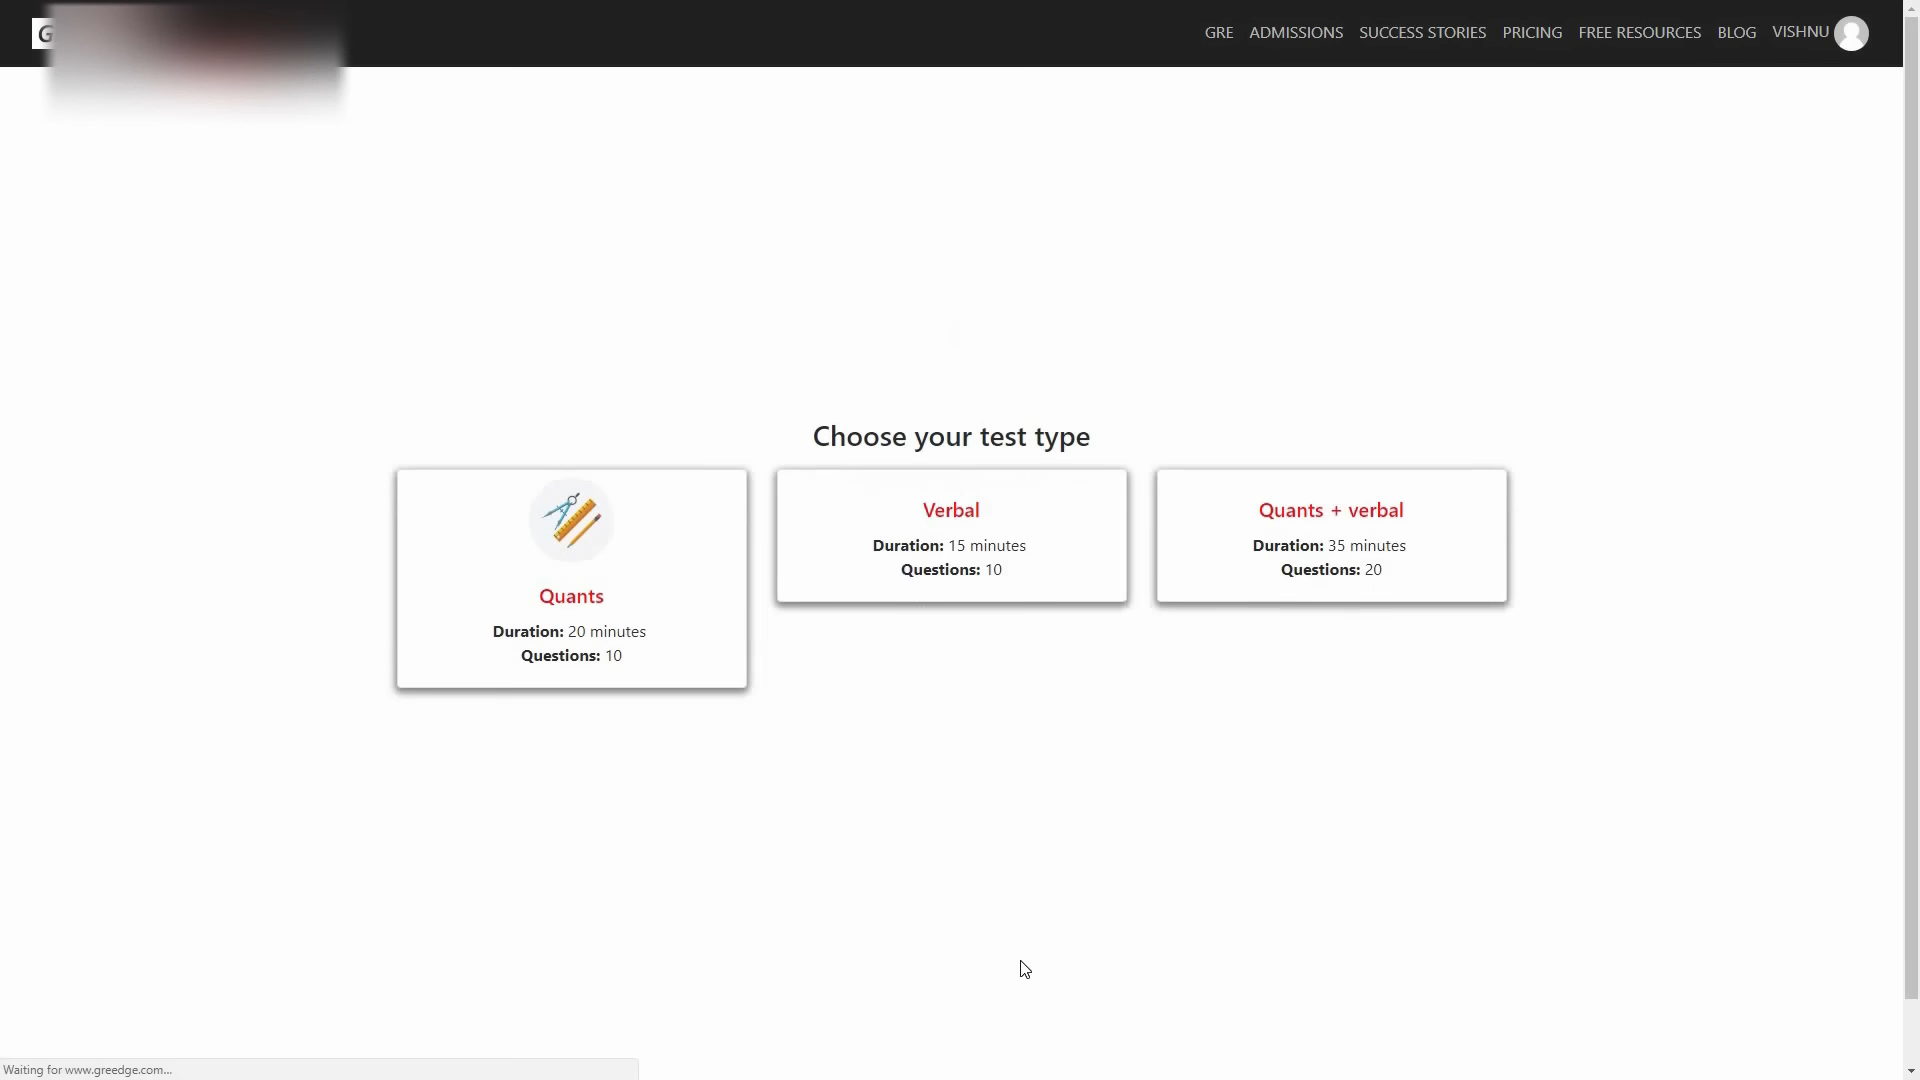 G
GRE ADMISSIONS SUCCESS STORIES PRICING FREE RESOURCES BLOG VISHNU
Choose your test type
Quants
Duration: 20 minutes
Questions: 10
Verbal
Duration: 15 minutes
Questions: 10
Quants + verbal
Duration: 35 minutes
Questions: 20
Waiting for www.greedge.com...